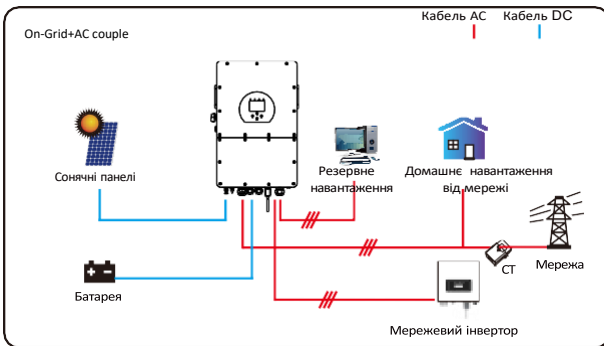 Кабель AC Кабель DC
On-Grid+AC couple
Сонячні панелі
Резервне
навантаження
Домашнє навантаження
від мережі
Батарея
CT
Мережа
Мережевий інвертор